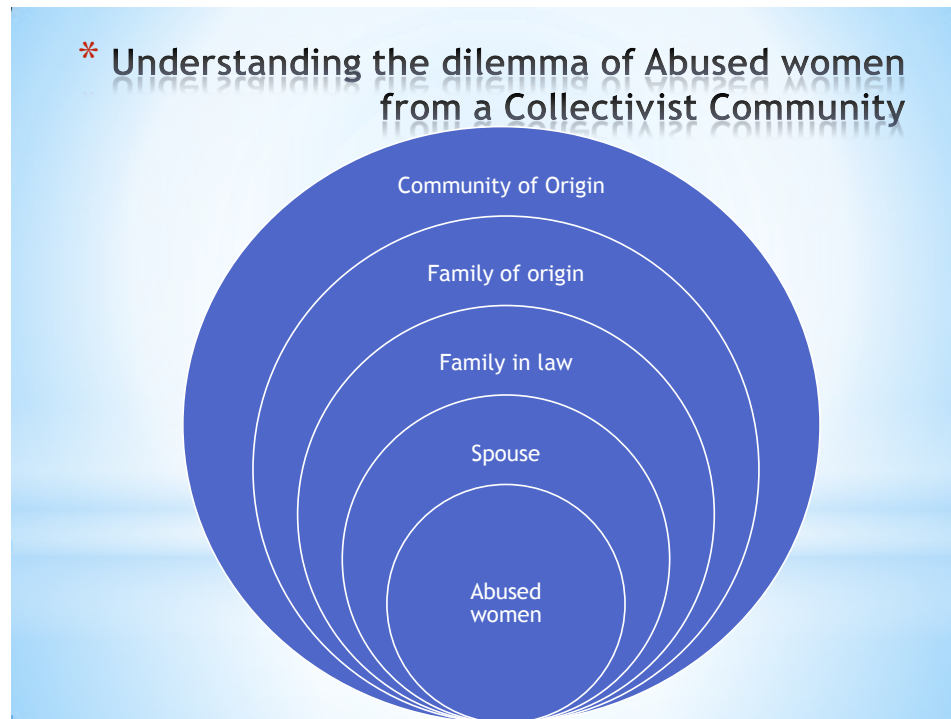 * Understanding the dilemma of Abused women
from a Collectivist Community
Community of Origin
Family of origin
Family in law
Spouse
Abused
women